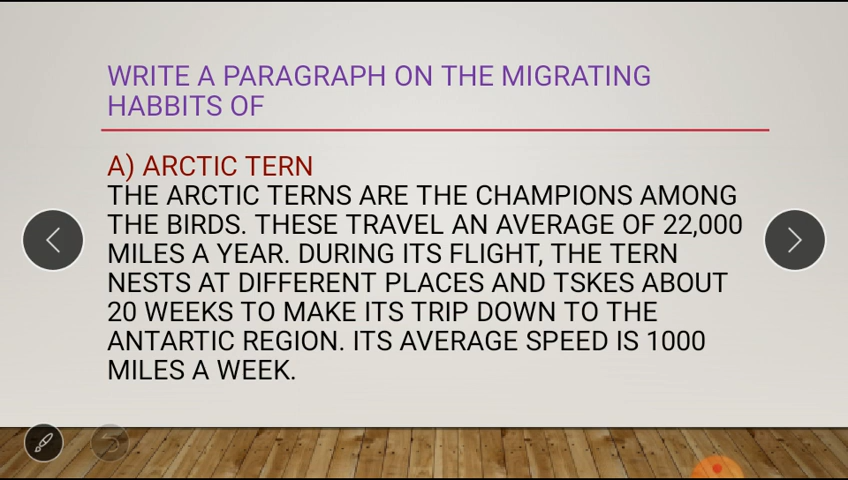 WRITE A PARAGRAPH ON THE MIGRATING
HABBITS OF
A) ARCTIC TERN
THE ARCTIC TERNS ARE THE CHAMPIONS AMONG
THE BIRDS. THESE TRAVEL AN AVERAGE OF 22,000
MILES A YEAR. DURING ITS FLIGHT, THE TERN
NESTS AT DIFFERENT PLACES AND TSKES ABOUT
20 WEEKS TO MAKE ITS TRIP DOWN TO THE
ANTARTIC REGION. ITS AVERAGE SPEED IS 1000
MILES A WEEK.